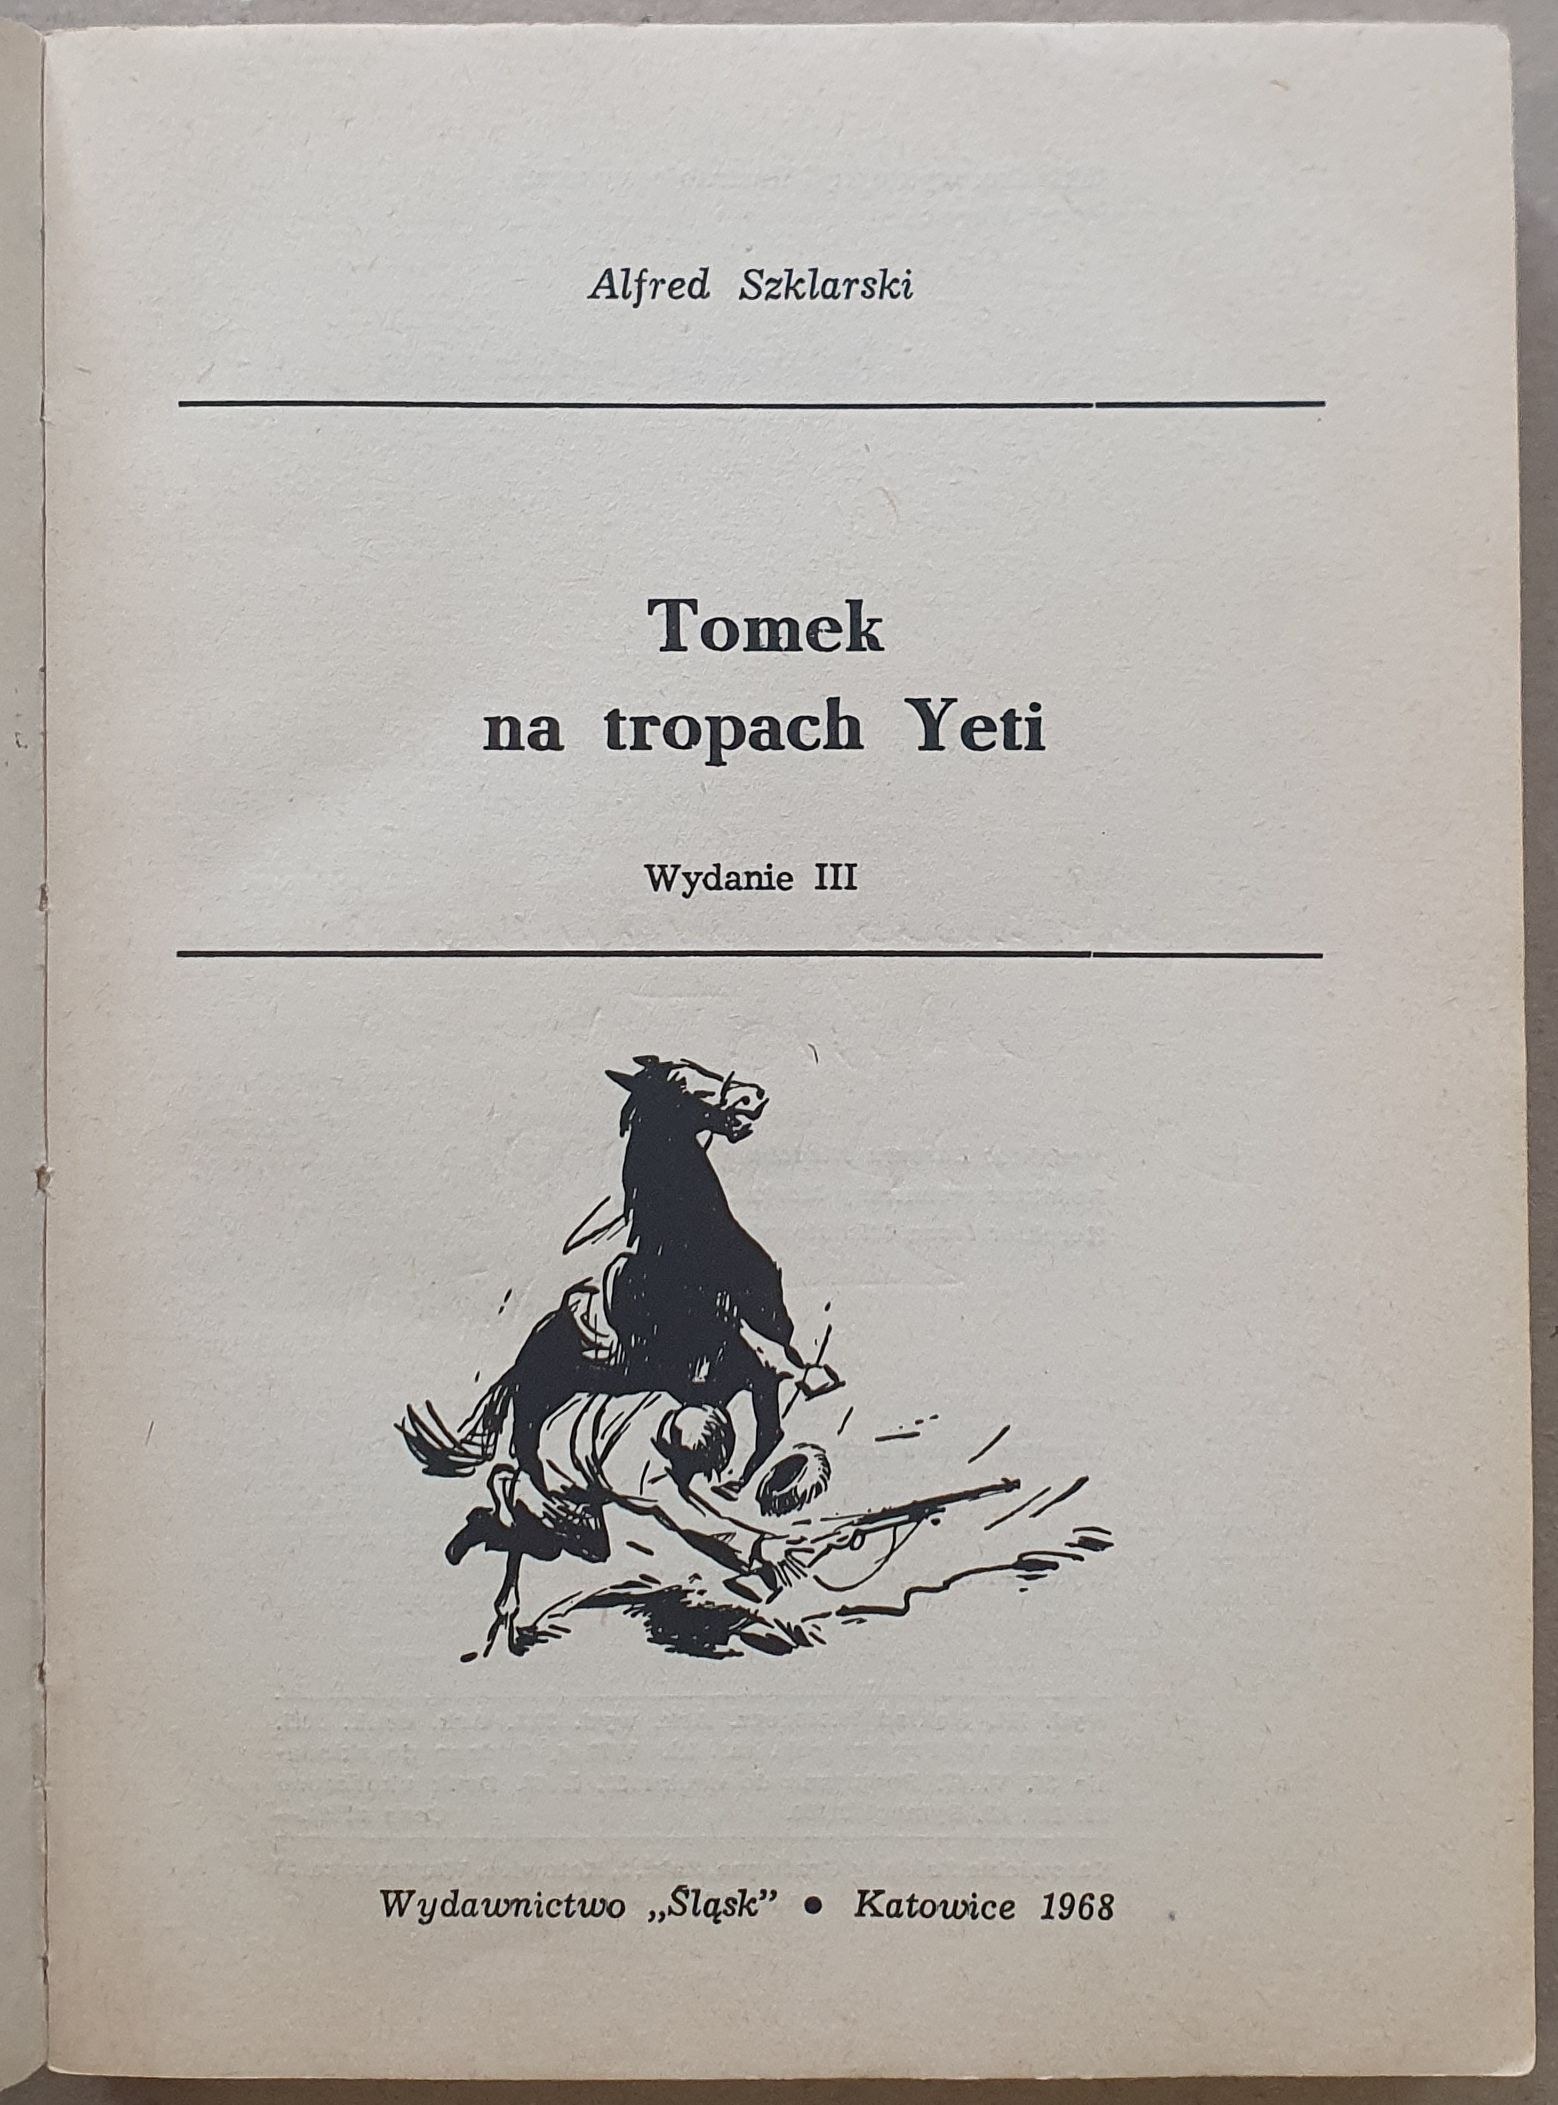 Alfred Szklarski
Tomek
na tropach Yeti
Wydanie III
Wydawnictwo „Śląsk” ● Katowice 1968